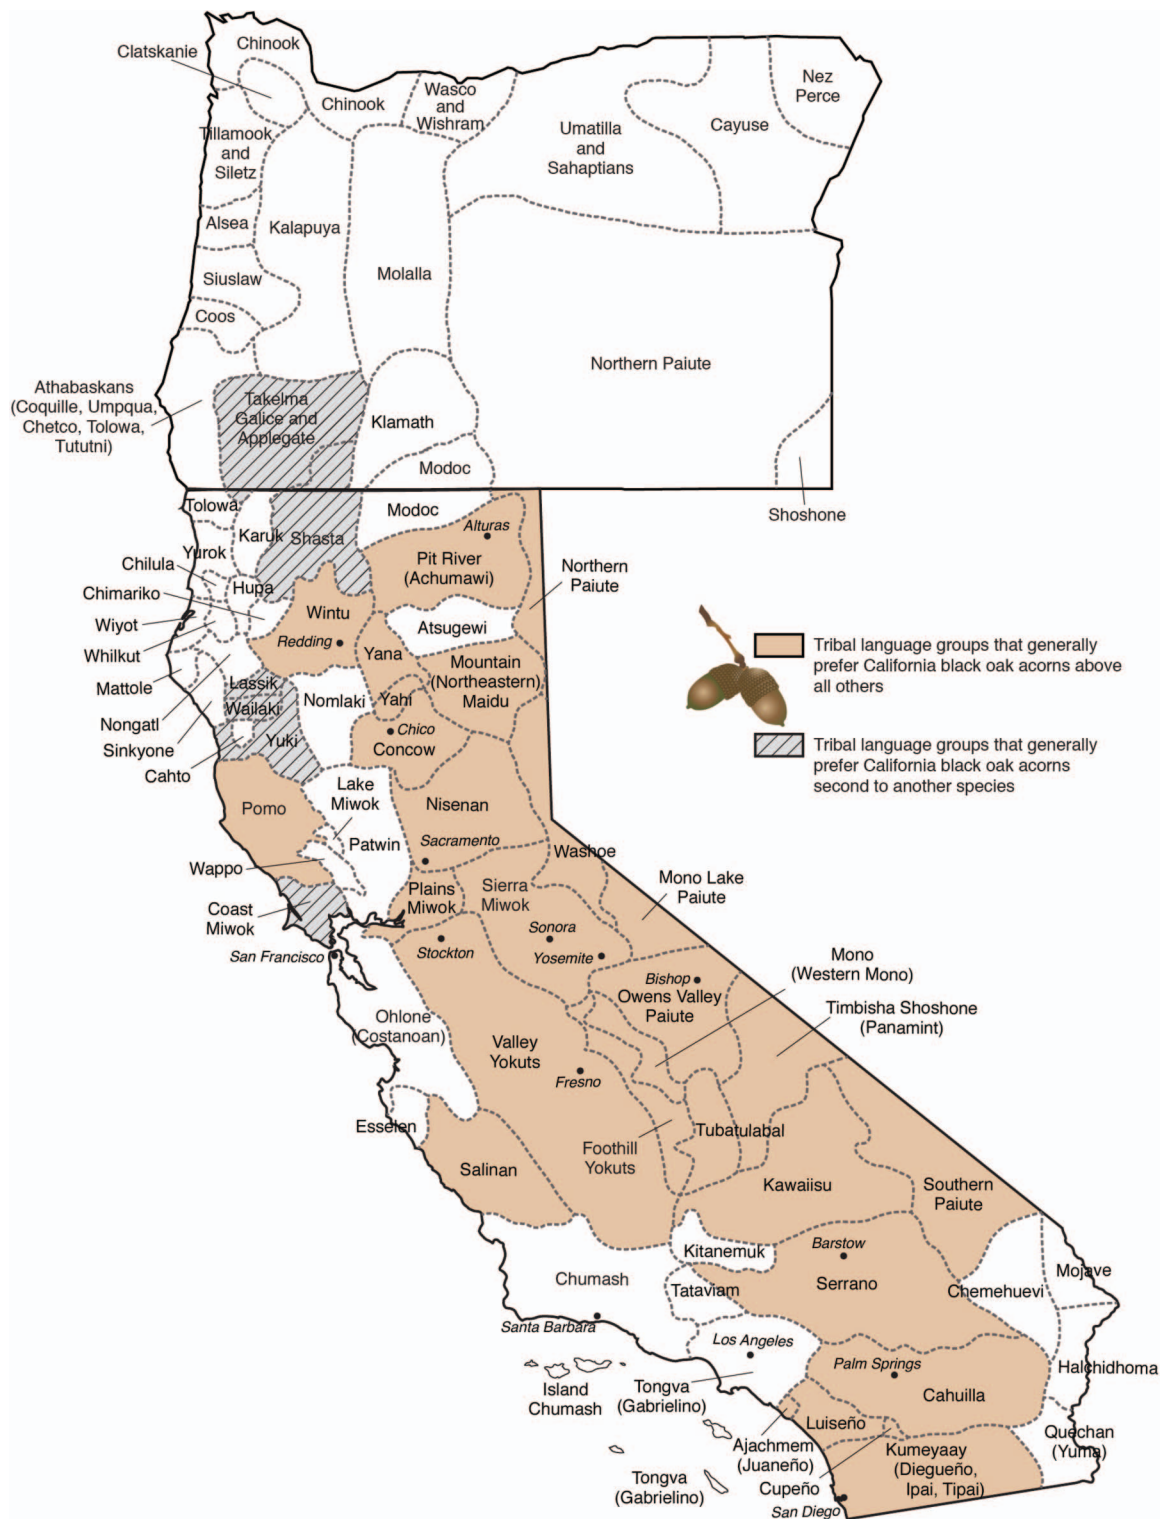 Chinook
Clatskanie
Chinook
Wasco
and
Wishram
Nez
Perce
Cayuse
Umatilla
and
Sahaptians
Tillamook
and
Siletz
Alsea
Kalapuya
Siuslaw
Molalla
Coos
Northern Paiute
Athabaskans
(Coquille, Umpqua,
Chetco, Tolowa,
Tututni)
Takelma
Galice and
Applegate
Klamath
Modoc
Shoshone
Tolowa
Modoc
Alturas
Karuk
Shasta
Yurok
Pit River
(Achumawi)
Chilula
Hupa
Northern
Paiute
Chimariko
Wintu
Wiyot
Atsugewi
Redding
Whilkut
Yana
Mountain
(Northeastern)
Maidu
Mattole
Lassik
Nomlaki
Yahi
Wailaki
Nongatl
Yuki
Chico
Concow
Sinkyone
Cahto
Lake
Miwok
Pomo
Nisenan
Patwin
Sacramento
Wappo
Washoe
Plains
Miwok
Sierra
Miwok
Mono Lake
Paiute
Coast
Miwok
Sonora
San Francisco
Stockton
Yosemite
Mono
(Western Mono)
Bishop
Owens Valley
Paiute
Timbisha Shoshone
(Panamint)
Ohlone
(Costanoan)
Valley
Yokuts
Fresno
Esselen
Tubatulabal
Foothill
Yokuts
Salinan
Kawaiisu
Southern
Paiute
Kitanemuk
Barstow
Chumash
Serrano
Mojave
Tataviam
Chemehuevi
Santa Barbara
Los Angeles
Palm Springs
Halchidhoma
Island
Chumash
Tongva
(Gabrielino)
Cahuilla
Luiseño
Ajachmem
(Juaneño)
Quechan
(Yuma)
Kumeyaay
(Diegueño,
Ipai, Tipai)
Cupeño
Tongva
(Gabrielino)
San Diego
Tribal language groups that generally
prefer California black oak acorns above
all others
Tribal language groups that generally
prefer California black oak acorns
second to another species